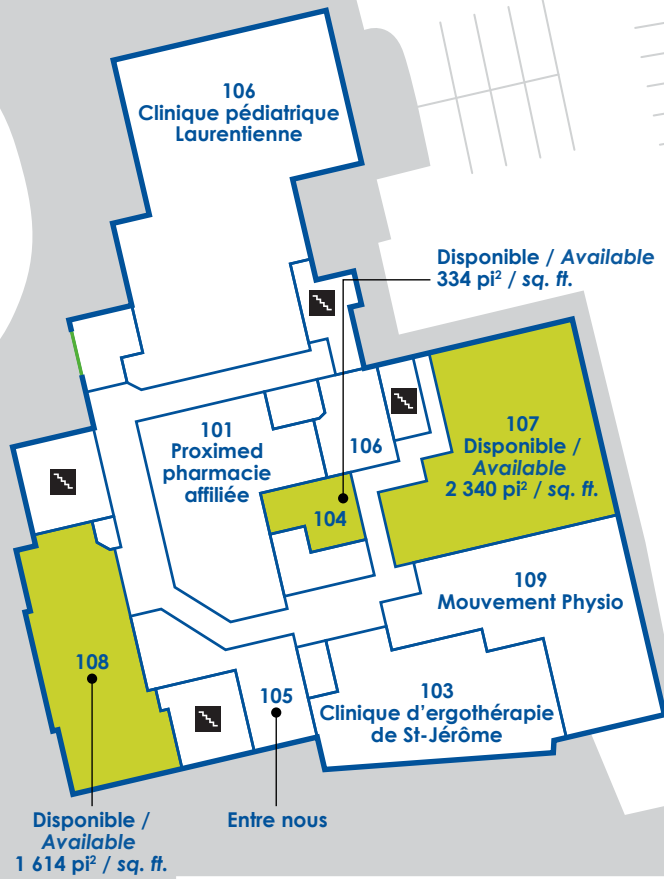 106
Clinique pédiatrique
Laurentienne
Disponible / Available
334 pi² / sq. ft.
101
Proximed
pharmacie
affiliée
106
107
Disponible /
Available
2 340 pi² / sq. ft.
104
109
Mouvement Physio
108
105
103
Clinique d'ergothérapie
de St-Jérôme
Disponible /
Available
1 614 pi² / sq. ft.
Entre nous